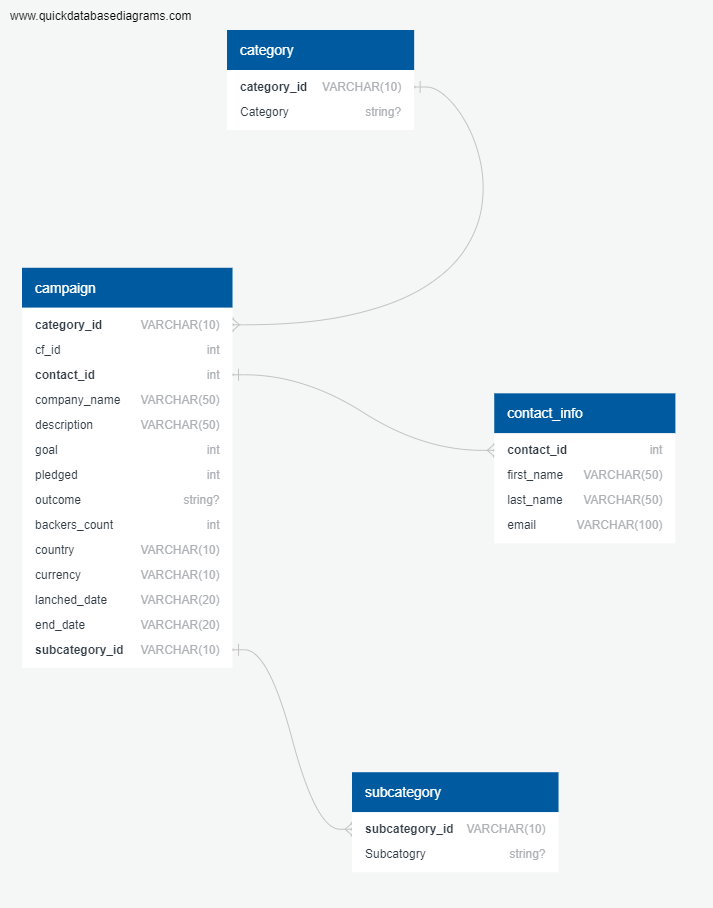 www.quickdatabasediagrams.com
category
category_id VARCHAR(10)
Category string?
campaign
category_id VARCHAR(10)
cf_id int
contact_id int
company_name VARCHAR(50)
description VARCHAR(50)
goal int
pledged int
outcome string?
backers_count int
country VARCHAR(10)
currency VARCHAR(10)
lanched_date VARCHAR(20)
end_date VARCHAR(20)
subcategory_id VARCHAR(10)
contact_info
contact_id int
first_name VARCHAR(50)
last_name VARCHAR(50)
email VARCHAR(100)
subcategory
subcategory_id VARCHAR(10)
Subcatogry string?